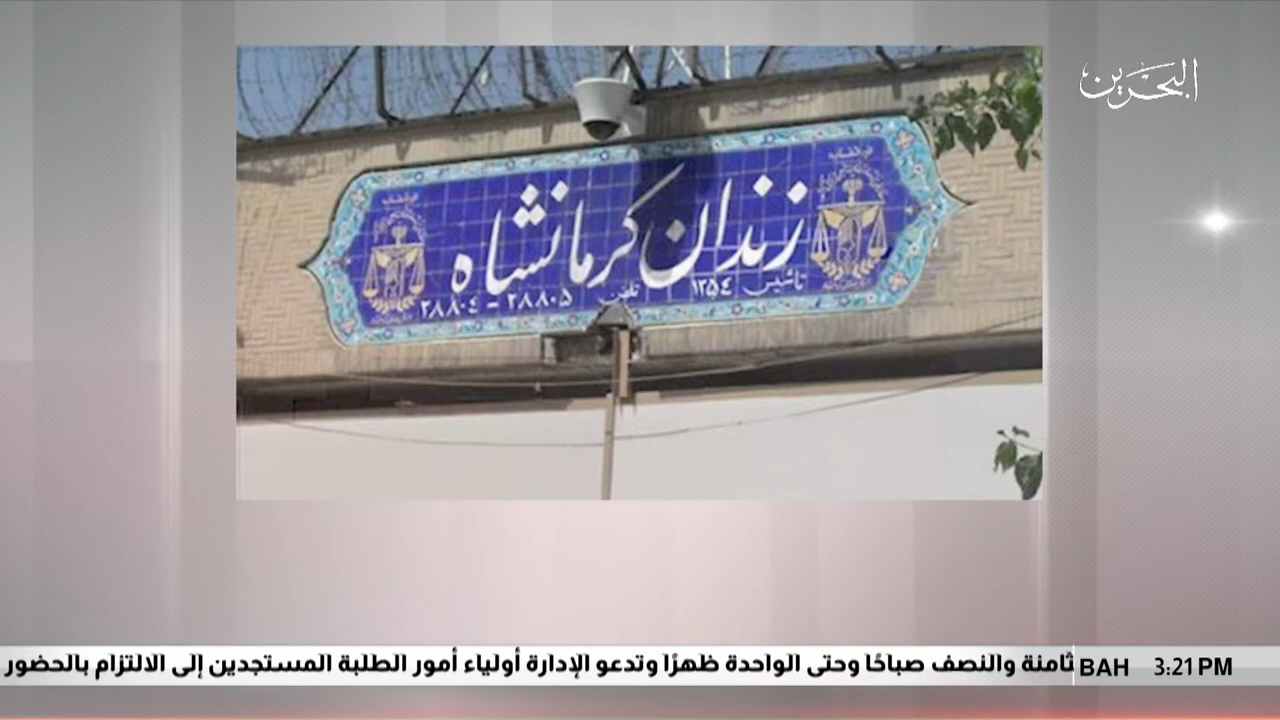 البحرين
زندان کرمانشاه
تاسیس ۱۳۵۴ تلفن ۲۸۸۰۵ - ۲۸۸۰۴
ثامنة والنصف صباحًا وحتى الواحدة ظهرًا وتدعو الإدارة أولياء أمور الطلبة المستجدين إلى الالتزام بالحضور
BAH 3:21 PM